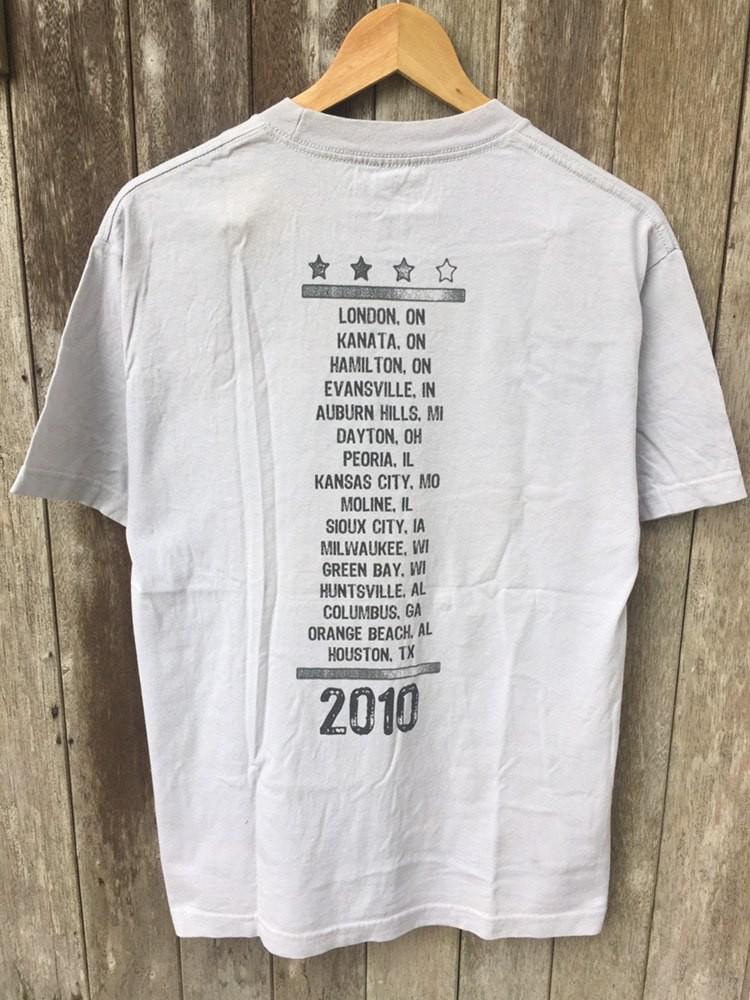 LONDON, ON
KANATA, ON
HAMILTON, ON
EVANSVILLE, IN
AUBURN HILLS, MI
DAYTON, OH
PEORIA, IL
KANSAS CITY, MO
MOLINE, IL
SIOUX CITY, IA
MILWAUKEE, WI
GREEN BAY, WI
HUNTSVILLE, AL
COLUMBUS, GA
ORANGE BEACH, AL
HOUSTON, TX
2010